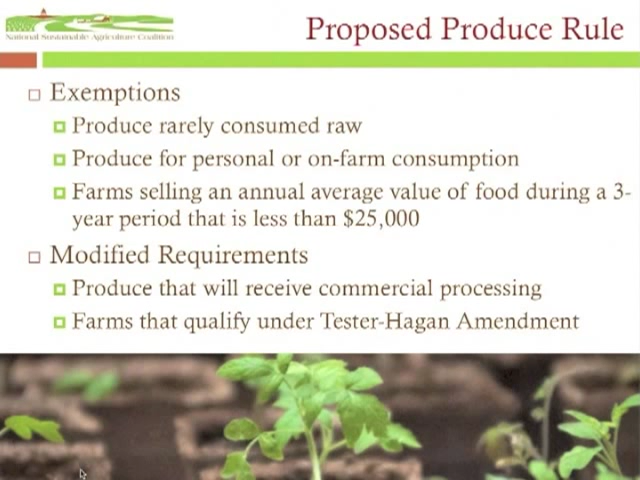 National Sustainable Agriculture Coalition
Proposed Produce Rule
Exemptions
Produce rarely consumed raw
Produce for personal or on-farm consumption
Farms selling an annual average value of food during a 3-
year period that is less than $25,000
Modified Requirements
Produce that will receive commercial processing
Farms that qualify under Tester-Hagan Amendment